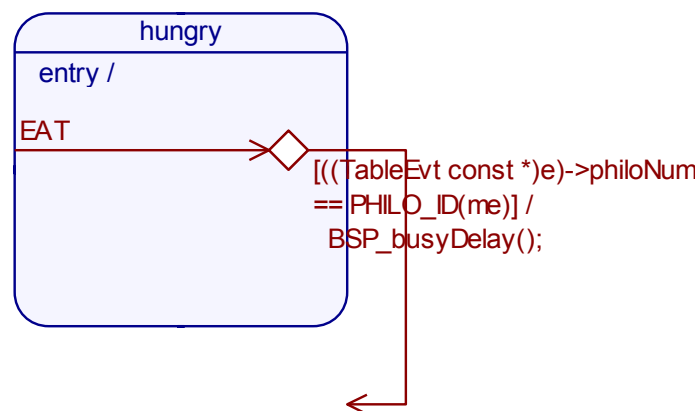 hungry
entry /
EAT
[((TableEvt const *)e)->philoNum
== PHILO_ID(me)] /
BSP_busyDelay();